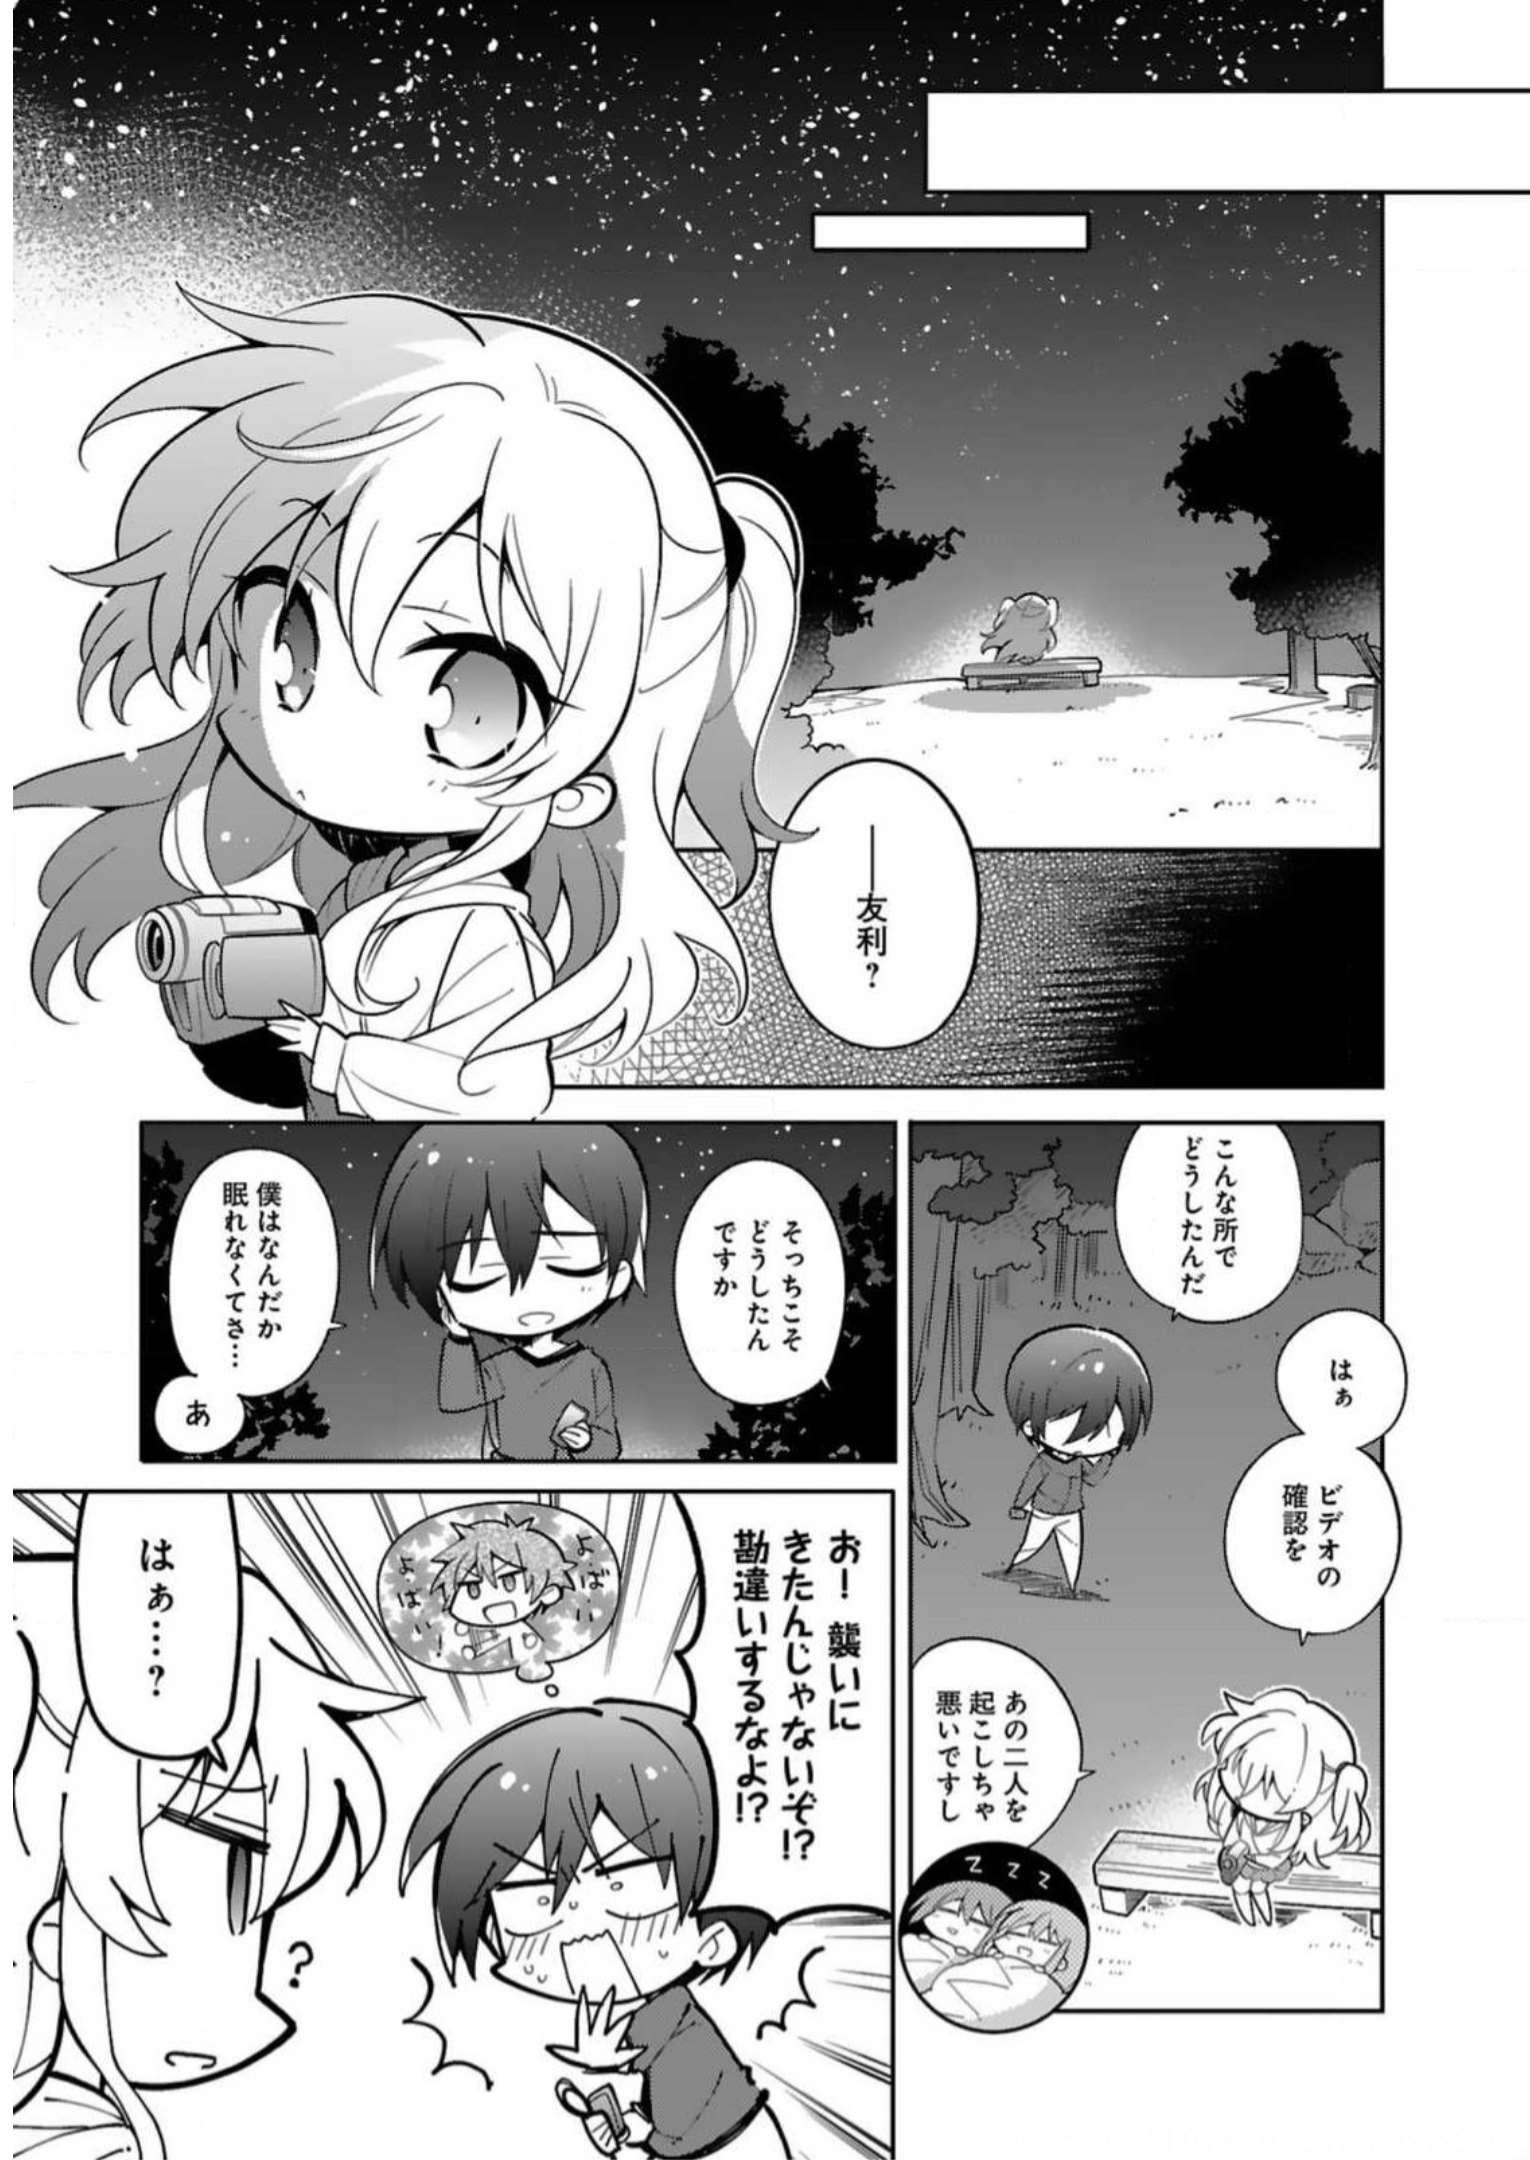 ――友利?
こんな所で
どうしたんだ
はぁ
ビデオの
確認を
あの二人を
起こしちゃ
悪いですし
ZZZ
そっちこそ
どうしたん
ですか
僕はなんだか
眠れなくてさ…
あ
お! 襲いに
きたんじゃないぞ!?
勘違いするなよ!?
よばい
よばい!
はぁ…?
?